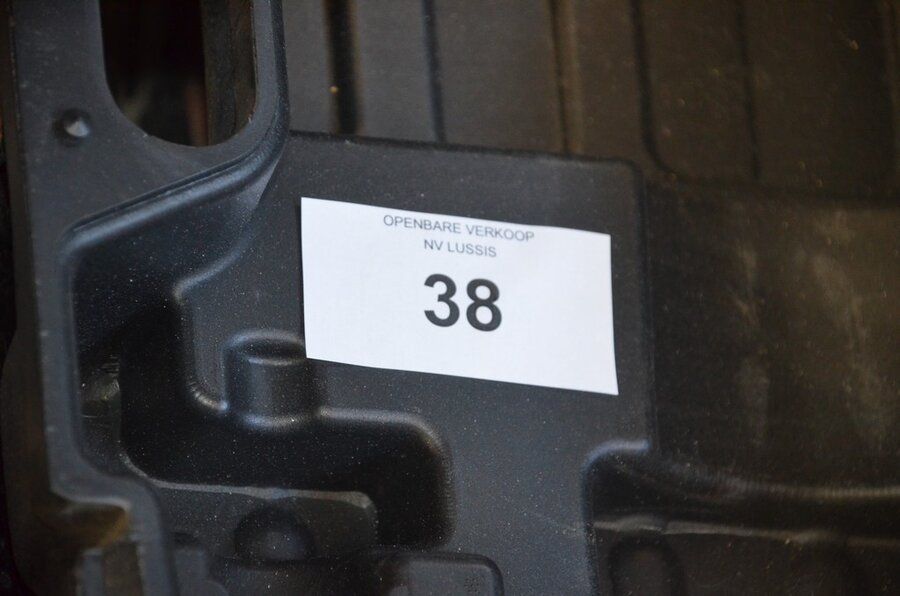 OPENBARE VERKOOP
NV LUSSIS
38